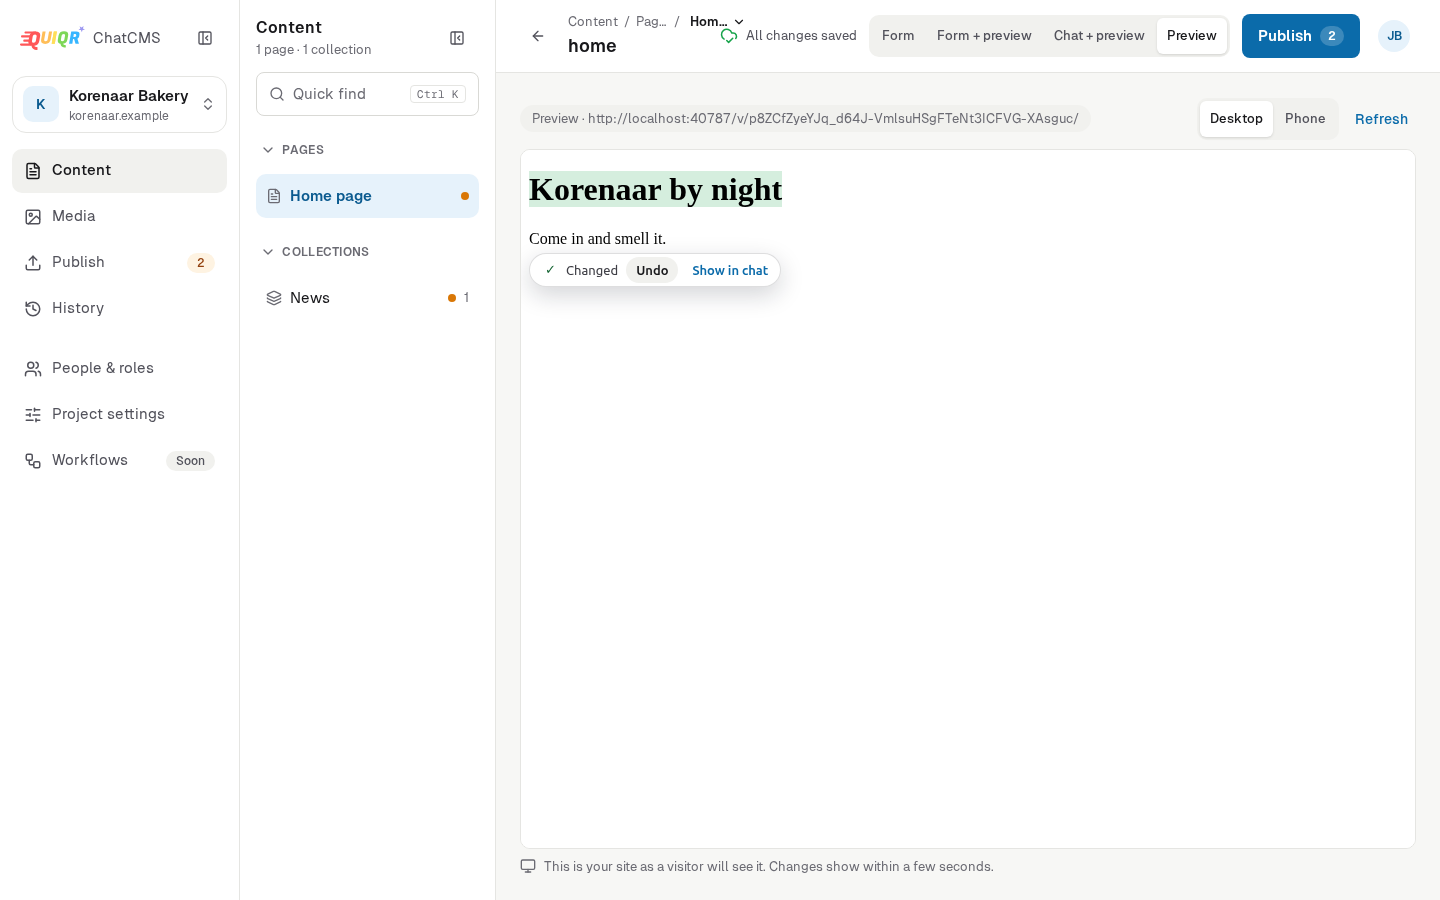 QUIQR ChatCMS
K
Korenaar Bakery
korenaar.example
Content
Media
Publish 2
History
People & roles
Project settings
Workflows Soon
Content
1 page · 1 collection
Quick find Ctrl K
PAGES
Home page
COLLECTIONS
News 1
Content / Pag… / Hom…
home
All changes saved
Form Form + preview Chat + preview Preview
Publish 2
JB
Preview · http://localhost:40787/v/p8ZCfZyeYJq_d64J-VmlsuHSgFTeNt3ICFVG-XAsguc/
Desktop Phone Refresh
Korenaar by night
Come in and smell it.
✓ Changed Undo Show in chat
This is your site as a visitor will see it. Changes show within a few seconds.